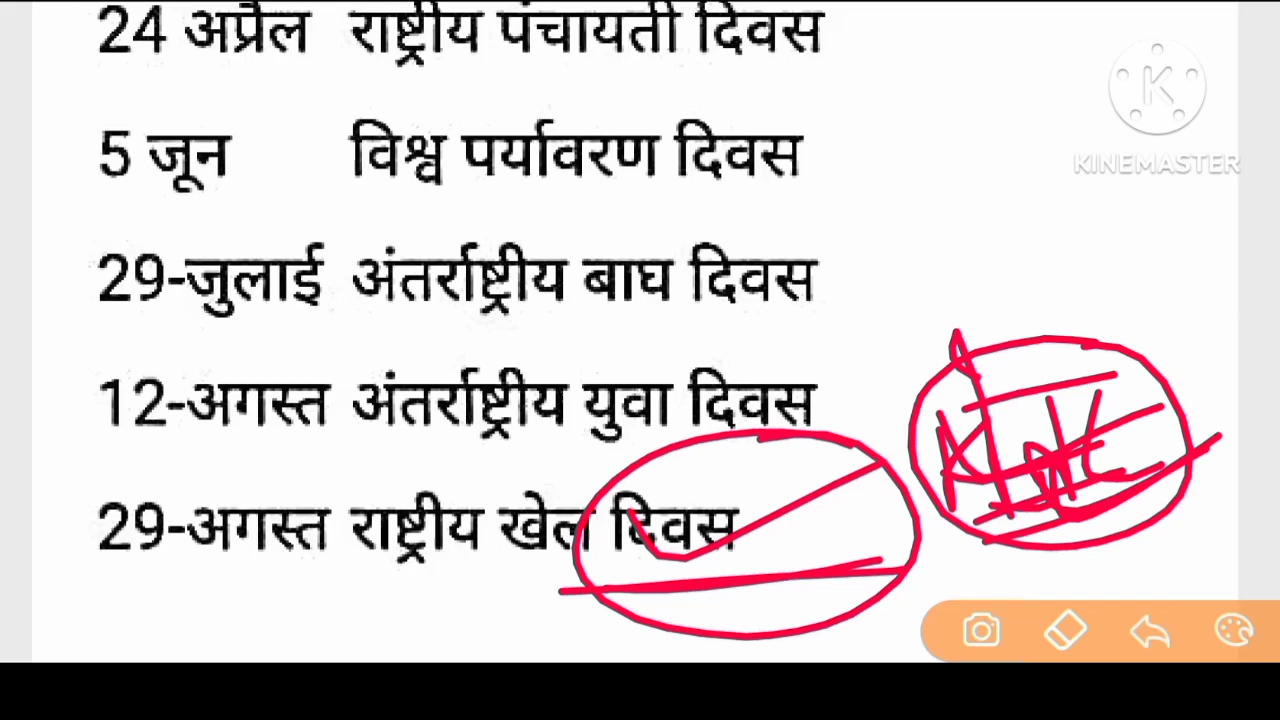 24 अप्रैल राष्ट्रीय पंचायती दिवस
K
KINEMASTER
5 जून विश्व पर्यावरण दिवस
29-जुलाई अंतर्राष्ट्रीय बाघ दिवस
12-अगस्त अंतर्राष्ट्रीय युवा दिवस
29-अगस्त राष्ट्रीय खेल दिवस